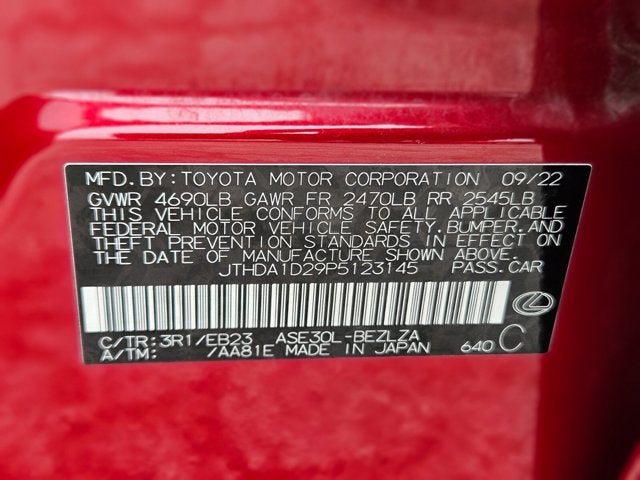 MFD.BY:TOYOTA MOTOR CORPORATION 09/22
GVWR 4690LB GAWR FR 2470LB RR 2545LB
THIS VEHICLE CONFORMS TO ALL APPLICABLE
FEDERAL MOTOR VEHICLE SAFETY,BUMPER,AND
THEFT PREVENTION STANDARDS IN EFFECT ON
THE DATE OF MANUFACTURE SHOWN ABOVE.
JTHDA1D29P5123145 PASS.CAR
C/TR:3R1/EB23 ASE30L-BEZLZA
A/TM: /AA81E MADE IN JAPAN 640 C